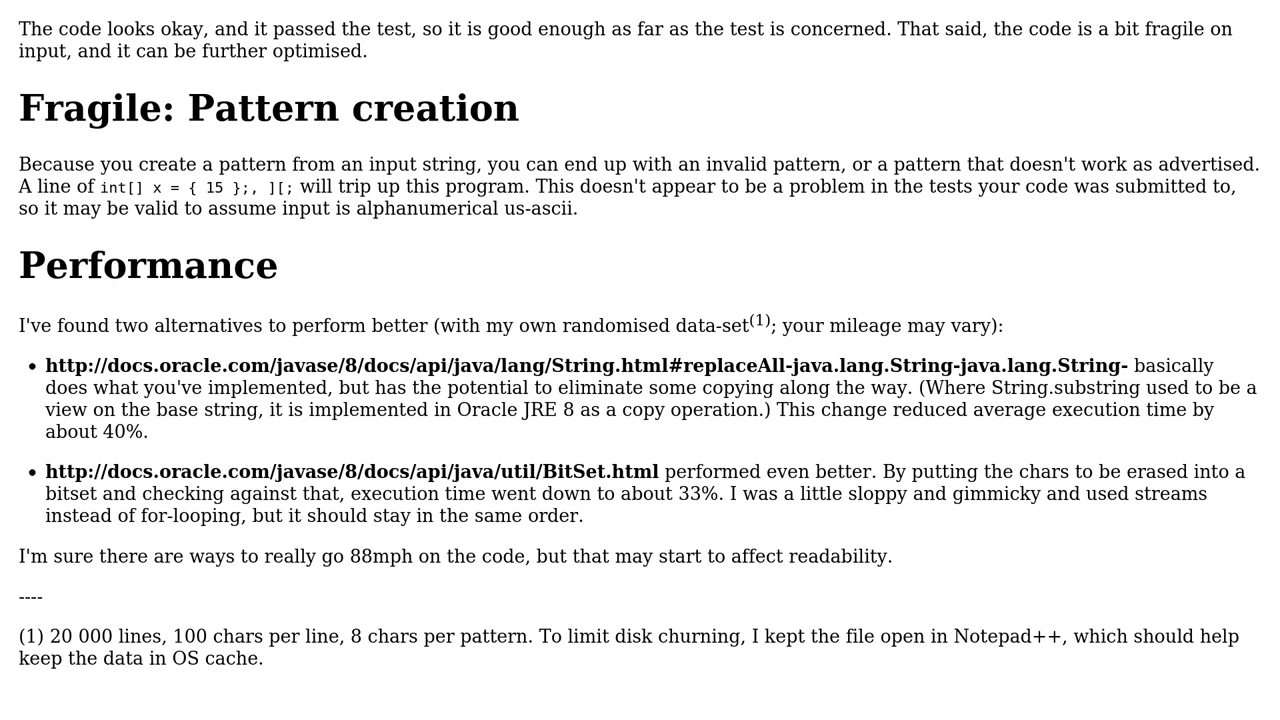 The code looks okay, and it passed the test, so it is good enough as far as the test is concerned. That said, the code is a bit fragile on
input, and it can be further optimised.
Fragile: Pattern creation
Because you create a pattern from an input string, you can end up with an invalid pattern, or a pattern that doesn't work as advertised.
A line of int[] x = { 15 };, ][; will trip up this program. This doesn't appear to be a problem in the tests your code was submitted to,
so it may be valid to assume input is alphanumerical us-ascii.
Performance
I've found two alternatives to perform better (with my own randomised data-set(1); your mileage may vary):
• http://docs.oracle.com/javase/8/docs/api/java/lang/String.html#replaceAll-java.lang.String-java.lang.String- basically
does what you've implemented, but has the potential to eliminate some copying along the way. (Where String.substring used to be a
view on the base string, it is implemented in Oracle JRE 8 as a copy operation.) This change reduced average execution time by
about 40%.
• http://docs.oracle.com/javase/8/docs/api/java/util/BitSet.html performed even better. By putting the chars to be erased into a
bitset and checking against that, execution time went down to about 33%. I was a little sloppy and gimmicky and used streams
instead of for-looping, but it should stay in the same order.
I'm sure there are ways to really go 88mph on the code, but that may start to affect readability.
----
(1) 20 000 lines, 100 chars per line, 8 chars per pattern. To limit disk churning, I kept the file open in Notepad++, which should help
keep the data in OS cache.